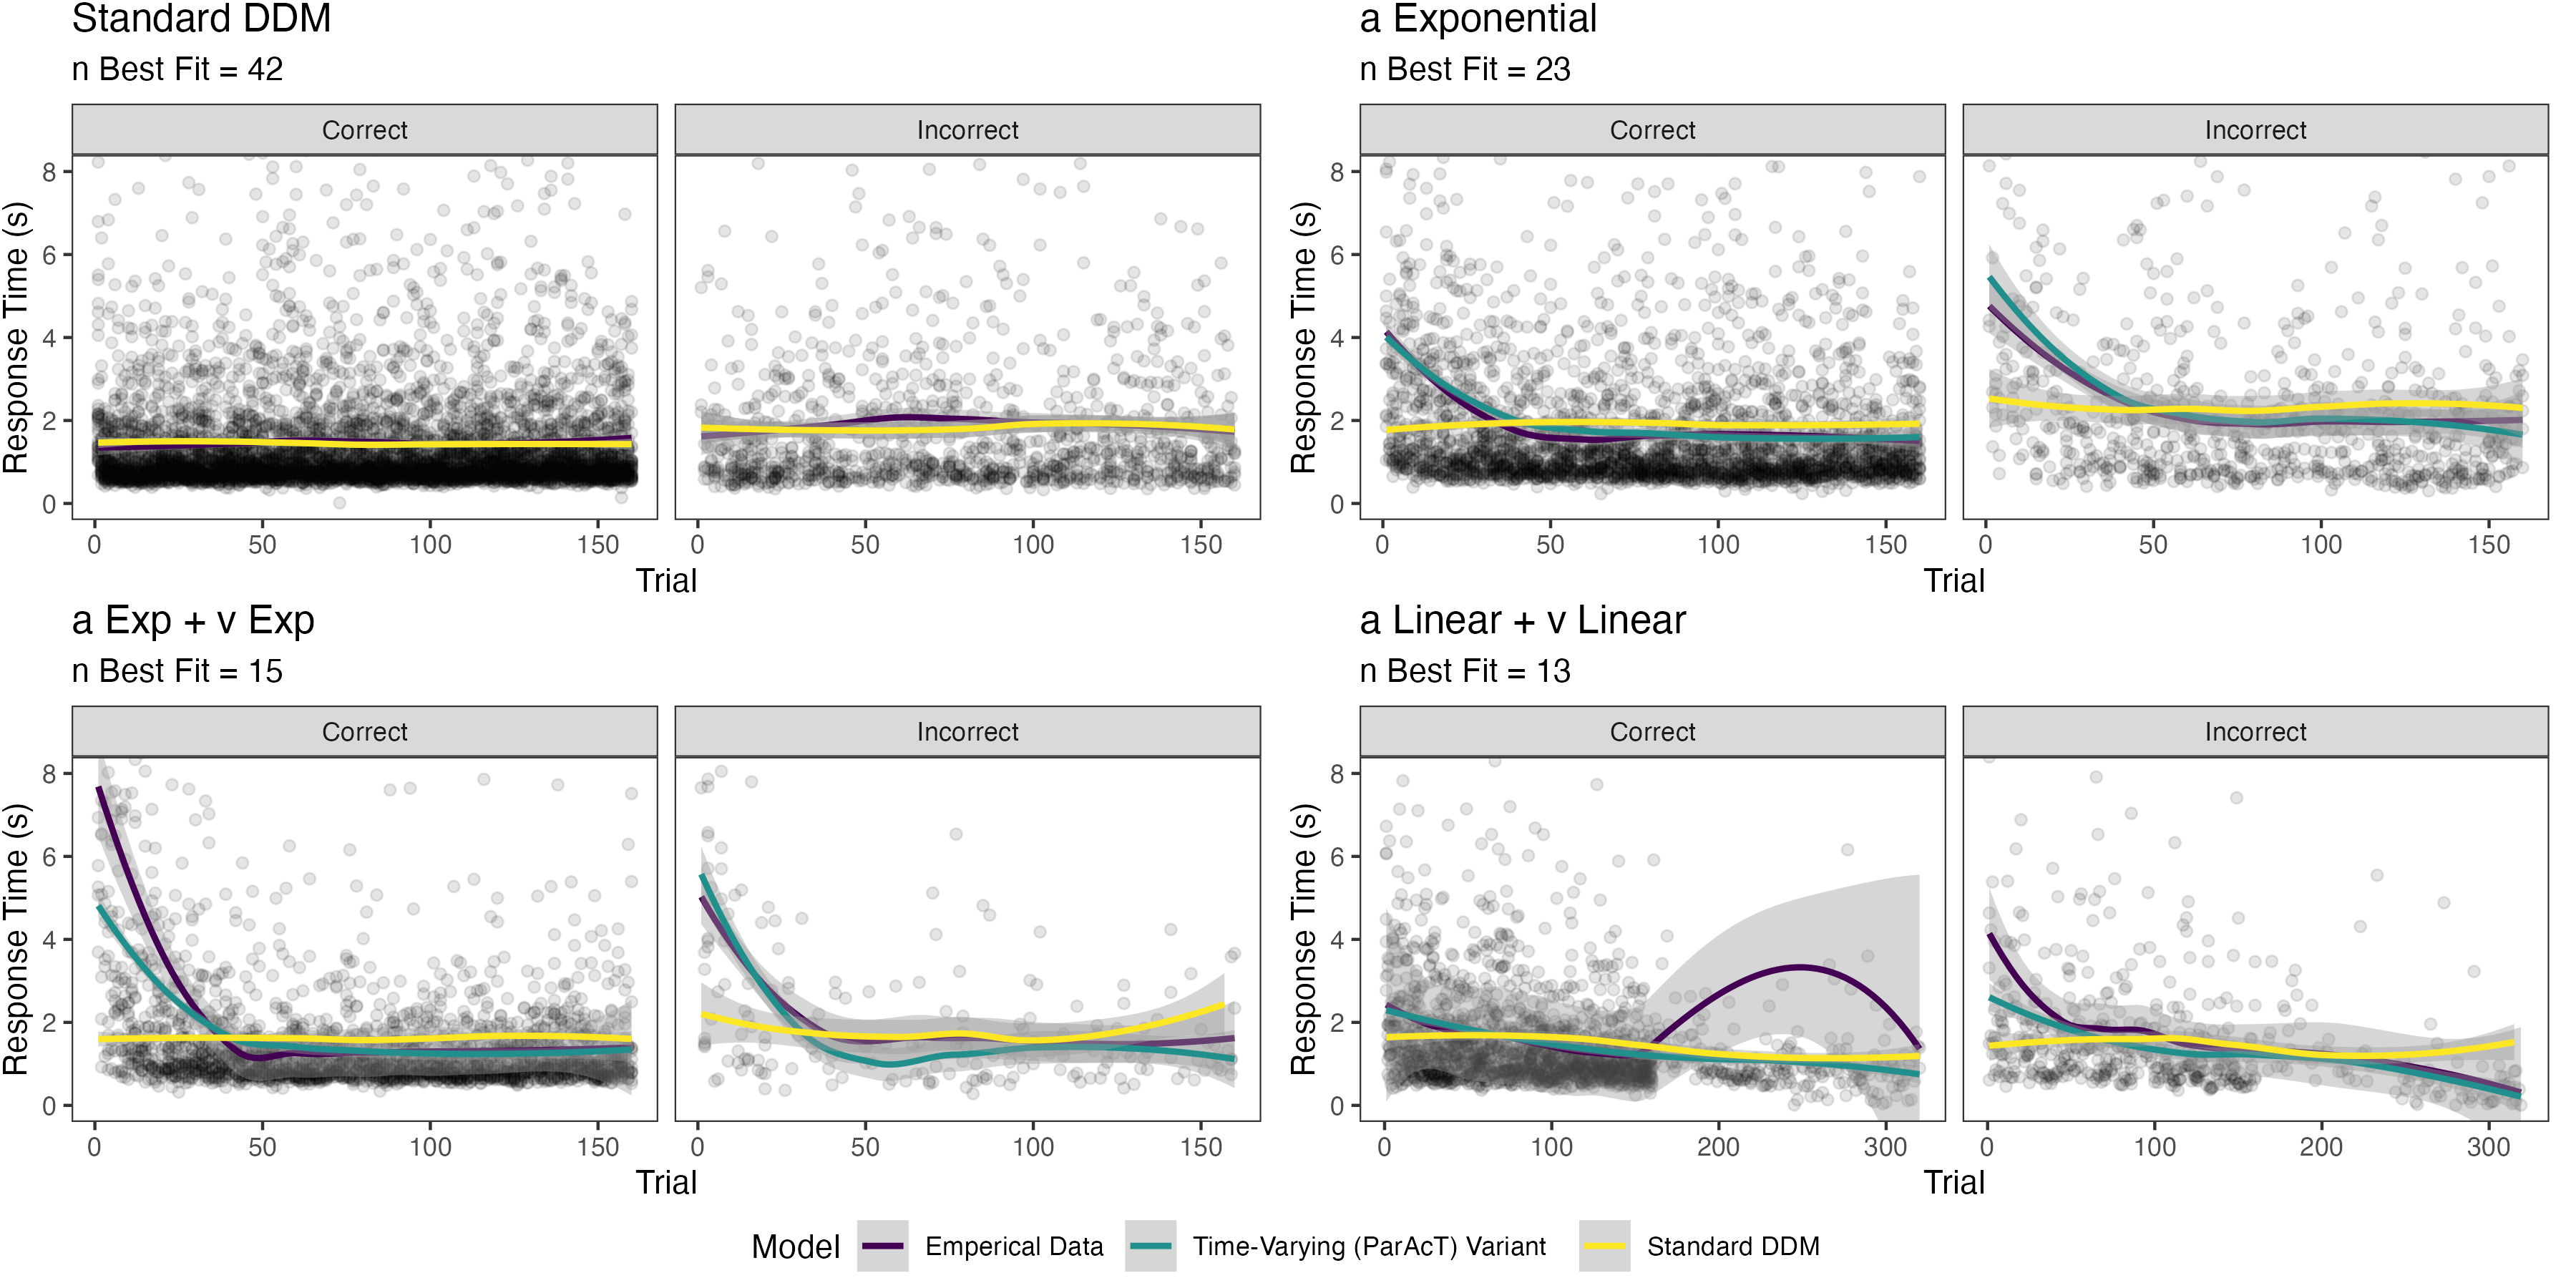 Standard DDM
n Best Fit = 42
Correct
Incorrect
Response Time (s)
8
6
4
2
0
0 50 100 150
0 50 100 150
Trial
a Exponential
n Best Fit = 23
Correct
Incorrect
Response Time (s)
8
6
4
2
0
0 50 100 150
0 50 100 150
Trial
a Exp + v Exp
n Best Fit = 15
Correct
Incorrect
Response Time (s)
8
6
4
2
0
0 50 100 150
0 50 100 150
Trial
a Linear + v Linear
n Best Fit = 13
Correct
Incorrect
Response Time (s)
8
6
4
2
0
0 100 200 300
0 100 200 300
Trial
Model Emperical Data Time-Varying (ParAcT) Variant Standard DDM